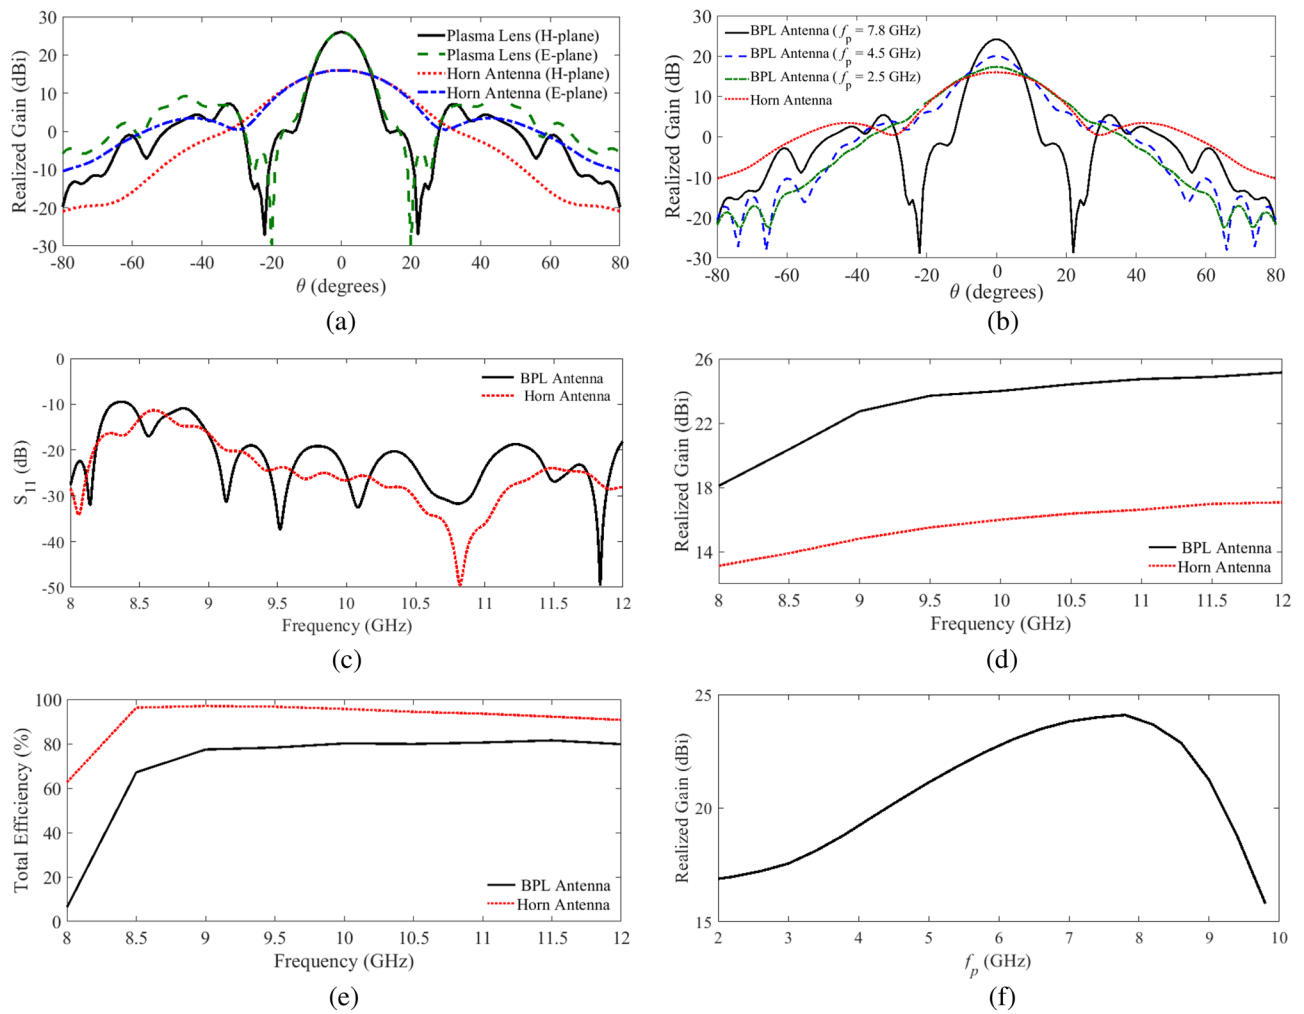 Realized Gain (dBi)
30
20
10
0
-10
-20
-30
-80
-60
-40
-20
0
20
40
60
80
Plasma Lens (H-plane)
Plasma Lens (E-plane)
Horn Antenna (H-plane)
Horn Antenna (E-plane)
θ (degrees)
(a)
Realized Gain (dB)
30
20
10
0
-10
-20
-30
-80
-60
-40
-20
0
20
40
60
80
BPL Antenna ( fp = 7.8 GHz)
BPL Antenna ( fp = 4.5 GHz)
BPL Antenna ( fp = 2.5 GHz)
Horn Antenna
θ (degrees)
(b)
S11 (dB)
0
-10
-20
-30
-40
-50
8
8.5
9
9.5
10
10.5
11
11.5
12
BPL Antenna
Horn Antenna
Frequency (GHz)
(c)
Realized Gain (dBi)
26
22
18
14
8
8.5
9
9.5
10
10.5
11
11.5
12
BPL Antenna
Horn Antenna
Frequency (GHz)
(d)
Total Efficiency (%)
100
80
60
40
20
0
8
8.5
9
9.5
10
10.5
11
11.5
12
BPL Antenna
Horn Antenna
Frequency (GHz)
(e)
Realized Gain (dBi)
25
20
15
2
3
4
5
6
7
8
9
10
fp (GHz)
(f)